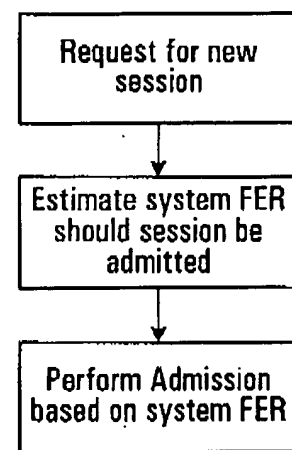 Request for new
session
Estimate system FER
should session be
admitted
Perform Admission
based on system FER